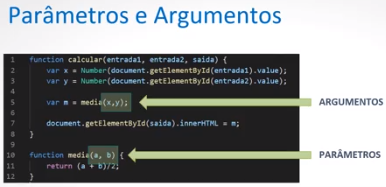 Parâmetros e Argumentos
1 function calcular(entrada1, entrada2, saida) {
2 var x = Number(document.getElementById(entrada1).value);
3 var y = Number(document.getElementById(entrada2).value);
4
5 var m = media(x,y);
ARGUMENTOS
6
7 document.getElementById(saida).innerHTML = m;
8 }
9
10 function media(a, b) {
PARÂMETROS
11 return (a + b)/2;
12 }